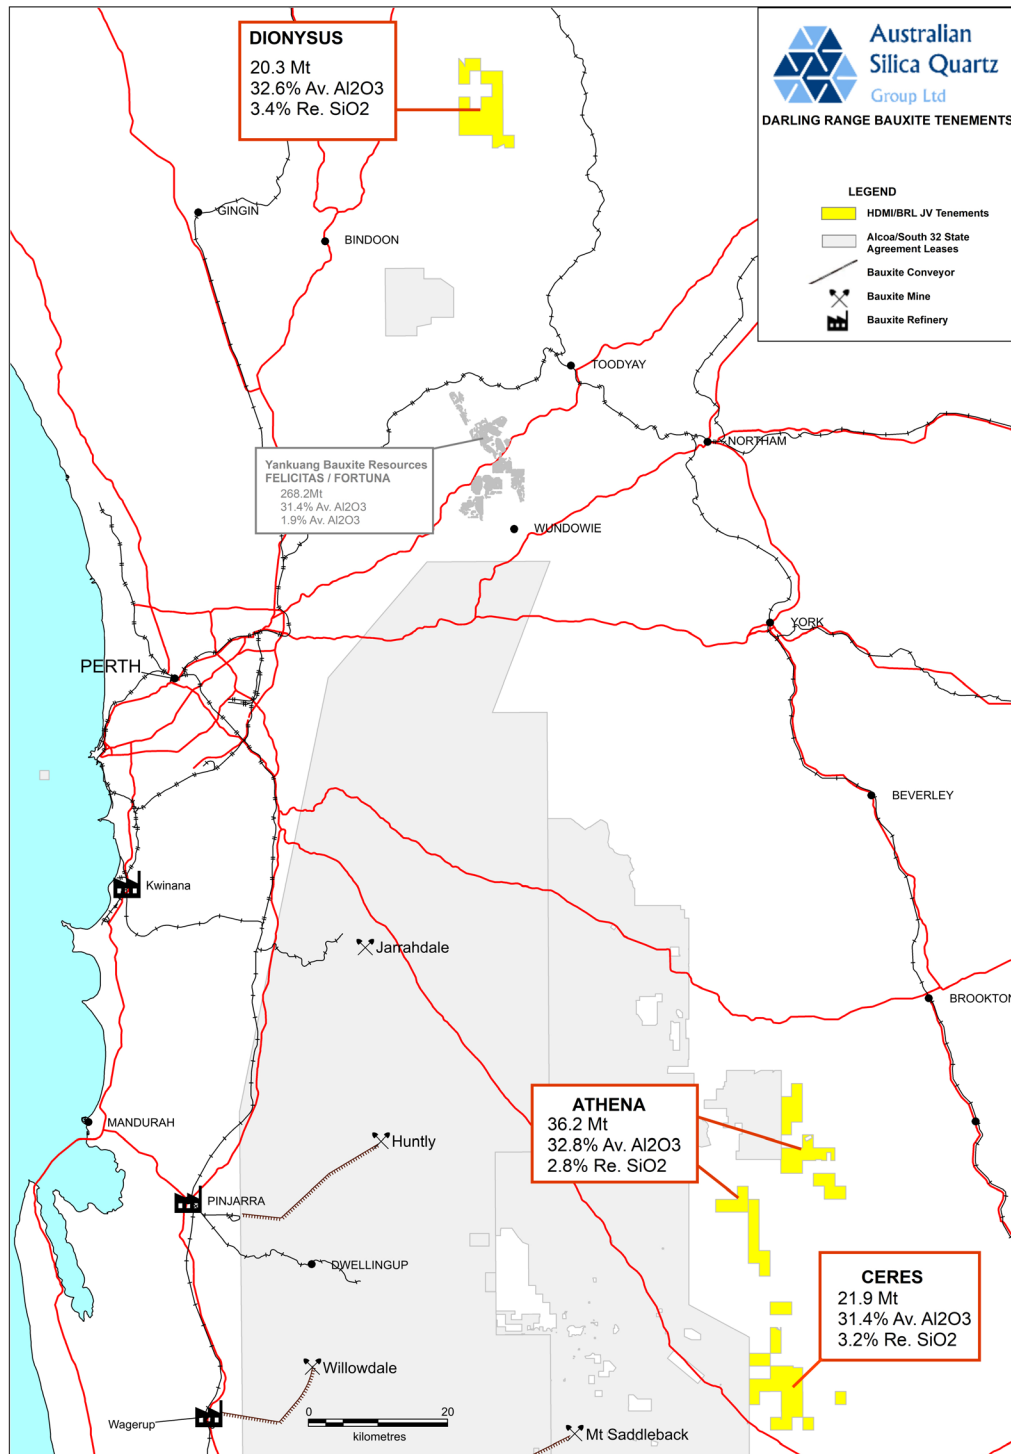 DIONYSUS
20.3 Mt
32.6% Av. Al2O3
3.4% Re. SiO2
Australian
Silica Quartz
Group Ltd
DARLING RANGE BAUXITE TENEMENTS
LEGEND
HDMI/BRL JV Tenements
Alcoa/South 32 State
Agreement Leases
Bauxite Conveyor
Bauxite Mine
Bauxite Refinery
GINGIN
BINDOON
TOODYAY
NORTHAM
Yankuang Bauxite Resources
FELICITAS / FORTUNA
268.2Mt
31.4% Av. Al2O3
1.9% Av. Al2O3
WUNDOWIE
YORK
PERTH
BEVERLEY
Kwinana
Jarrahdale
BROOKTON
ATHENA
36.2 Mt
32.8% Av. Al2O3
2.8% Re. SiO2
MANDURAH
Huntly
PINJARRA
DWELLINGUP
CERES
21.9 Mt
31.4% Av. Al2O3
3.2% Re. SiO2
Willowdale
Wagerup
0 20
kilometres
Mt Saddleback